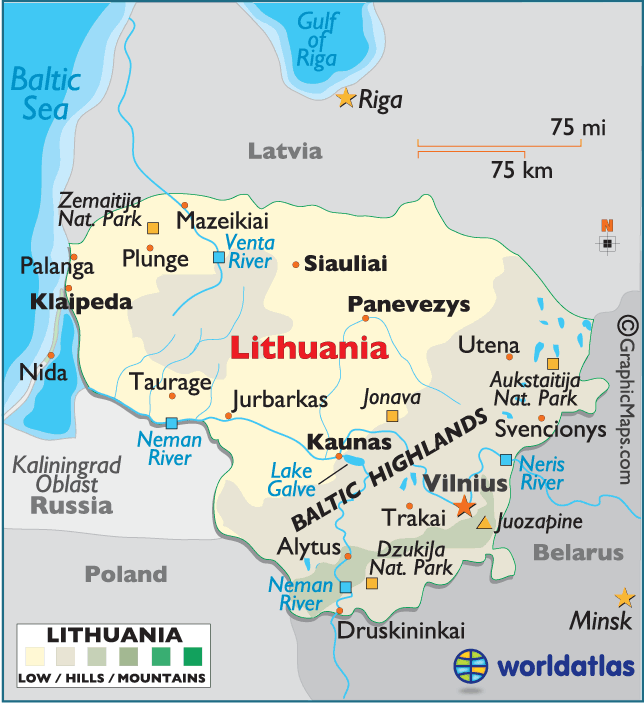 Gulf
of
Riga
Baltic
Sea
Riga
75 mi
75 km
Latvia
N
Zemaitija
Nat. Park
Mazeikiai
Venta
River
Palanga
Plunge
Siauliai
Klaipeda
Panevezys
Lithuania
Utena
Nida
Taurage
Aukstaitija
Nat. Park
Jurbarkas
Jonava
Svencionys
Neman
River
Kaunas
Lake
Galve
BALTIC HIGHLANDS
Neris
River
Kaliningrad
Oblast
Russia
Vilnius
Trakai
Juozapine
Alytus
Dzukija
Nat. Park
Belarus
Poland
Neman
River
Minsk
Druskininkai
LITHUANIA
LOW / HILLS / MOUNTAINS
worldatlas
©GraphicMaps.com